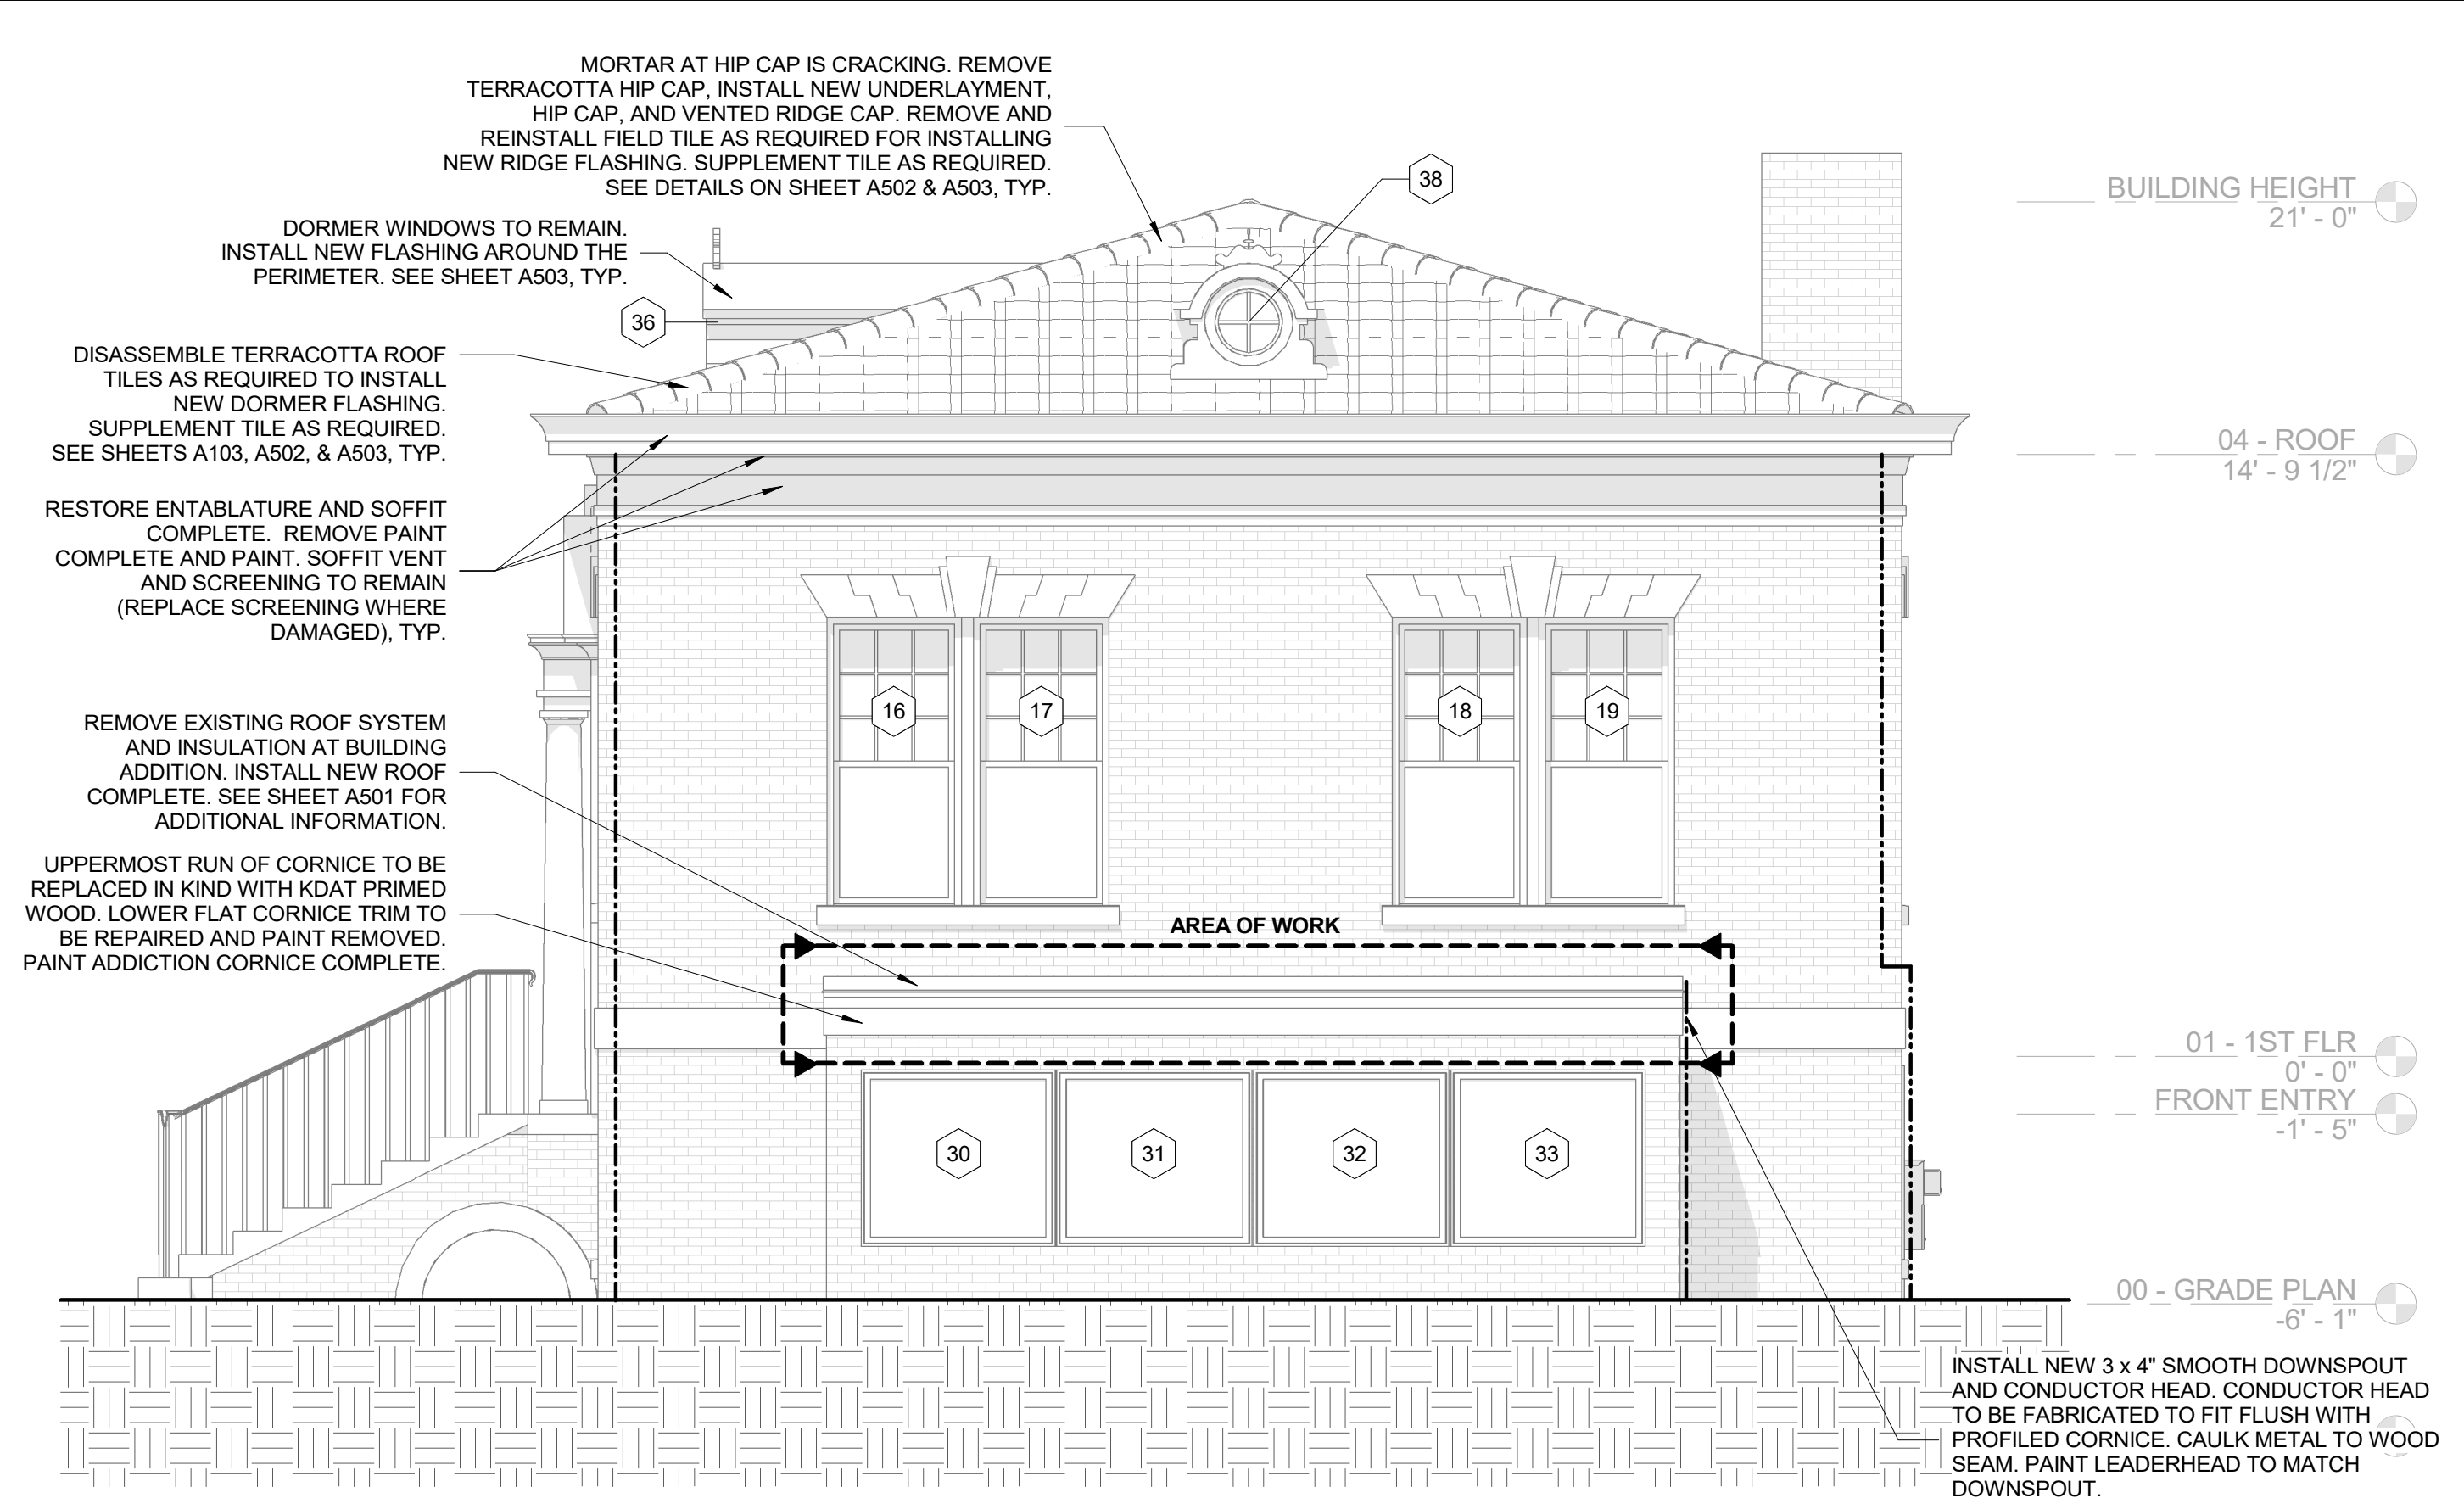 MORTAR AT HIP CAP IS CRACKING. REMOVE
TERRACOTTA HIP CAP, INSTALL NEW UNDERLAYMENT,
HIP CAP, AND VENTED RIDGE CAP. REMOVE AND
REINSTALL FIELD TILE AS REQUIRED FOR INSTALLING
NEW RIDGE FLASHING. SUPPLEMENT TILE AS REQUIRED.
SEE DETAILS ON SHEET A502 & A503, TYP.
38
BUILDING HEIGHT
21' - 0"
DORMER WINDOWS TO REMAIN.
INSTALL NEW FLASHING AROUND THE
PERIMETER. SEE SHEET A503, TYP.
36
DISASSEMBLE TERRACOTTA ROOF
TILES AS REQUIRED TO INSTALL
NEW DORMER FLASHING.
SUPPLEMENT TILE AS REQUIRED.
SEE SHEETS A103, A502, & A503, TYP.
04 - ROOF
14' - 9 1/2"
RESTORE ENTABLATURE AND SOFFIT
COMPLETE. REMOVE PAINT
COMPLETE AND PAINT. SOFFIT VENT
AND SCREENING TO REMAIN
(REPLACE SCREENING WHERE
DAMAGED), TYP.
16
17
18
19
REMOVE EXISTING ROOF SYSTEM
AND INSULATION AT BUILDING
ADDITION. INSTALL NEW ROOF
COMPLETE. SEE SHEET A501 FOR
ADDITIONAL INFORMATION.
UPPERMOST RUN OF CORNICE TO BE
REPLACED IN KIND WITH KDAT PRIMED
WOOD. LOWER FLAT CORNICE TRIM TO
BE REPAIRED AND PAINT REMOVED.
PAINT ADDICTION CORNICE COMPLETE.
AREA OF WORK
01 - 1ST FLR
0' - 0"
FRONT ENTRY
-1' - 5"
30
31
32
33
00 - GRADE PLAN
-6' - 1"
INSTALL NEW 3 x 4" SMOOTH DOWNSPOUT
AND CONDUCTOR HEAD. CONDUCTOR HEAD
TO BE FABRICATED TO FIT FLUSH WITH
PROFILED CORNICE. CAULK METAL TO WOOD
SEAM. PAINT LEADERHEAD TO MATCH
DOWNSPOUT.